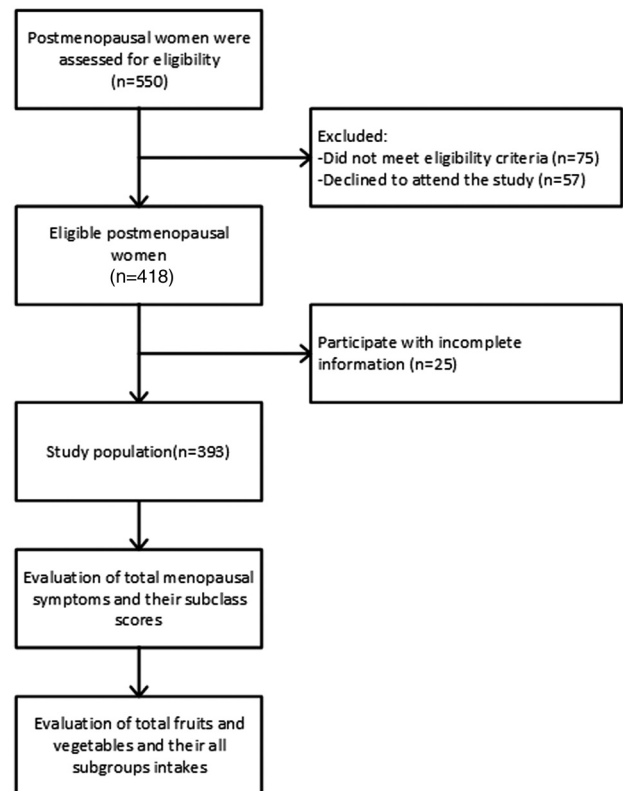 Postmenopausal women were
assessed for eligibility
(n=550)
Excluded:
-Did not meet eligibility criteria (n=75)
-Declined to attend the study (n=57)
Eligible postmenopausal
women
(n=418)
Participate with incomplete
information (n=25)
Study population(n=393)
Evaluation of total menopausal
symptoms and their subclass
scores
Evaluation of total fruits and
vegetables and their all
subgroups intakes